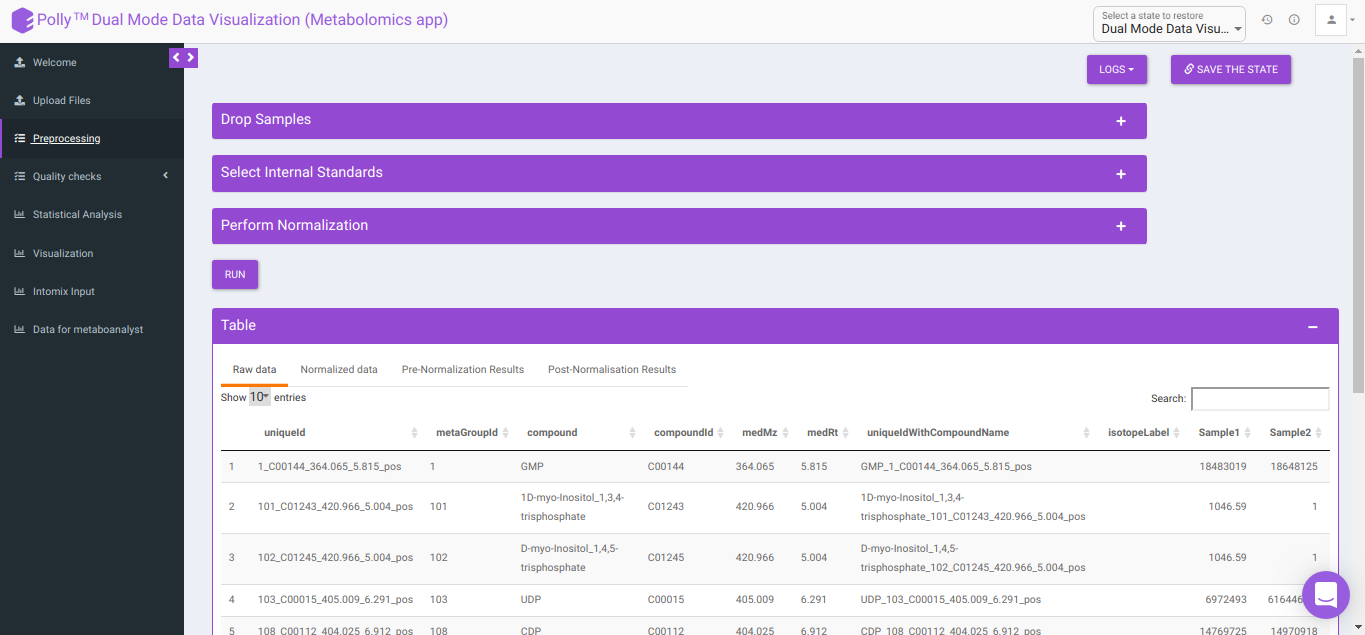 Polly™ Dual Mode Data Visualization (Metabolomics app)
Select a state to restore
Dual Mode Data Visu...
Welcome
Upload Files
Preprocessing
Quality checks
Statistical Analysis
Visualization
Intomix Input
Data for metaboanalyst
LOGS
SAVE THE STATE
Drop Samples
Select Internal Standards
Perform Normalization
RUN
Table
Raw data Normalized data Pre-Normalization Results Post-Normalisation Results
Show 10 entries Search:
uniqueId metaGroupId compound compoundId medMz medRt uniqueIdWithCompoundName isotopeLabel Sample1 Sample2
1 1_C00144_364.065_5.815_pos 1 GMP C00144 364.065 5.815 GMP_1_C00144_364.065_5.815_pos 18483019 18648125
2 101_C01243_420.966_5.004_pos 101 1D-myo-Inositol_1,3,4-trisphosphate C01243 420.966 5.004 1D-myo-Inositol_1,3,4-trisphosphate_101_C01243_420.966_5.004_pos 1046.59 1
3 102_C01245_420.966_5.004_pos 102 D-myo-Inositol_1,4,5-trisphosphate C01245 420.966 5.004 D-myo-Inositol_1,4,5-trisphosphate_102_C01245_420.966_5.004_pos 1046.59 1
4 103_C00015_405.009_6.291_pos 103 UDP C00015 405.009 6.291 UDP_103_C00015_405.009_6.291_pos 6972493
5 108_C00112_404.025_6.912_pos 108 CDP C00112 404.025 6.912 CDP_108_C00112_404.025_6.912_pos 14769725 14970918